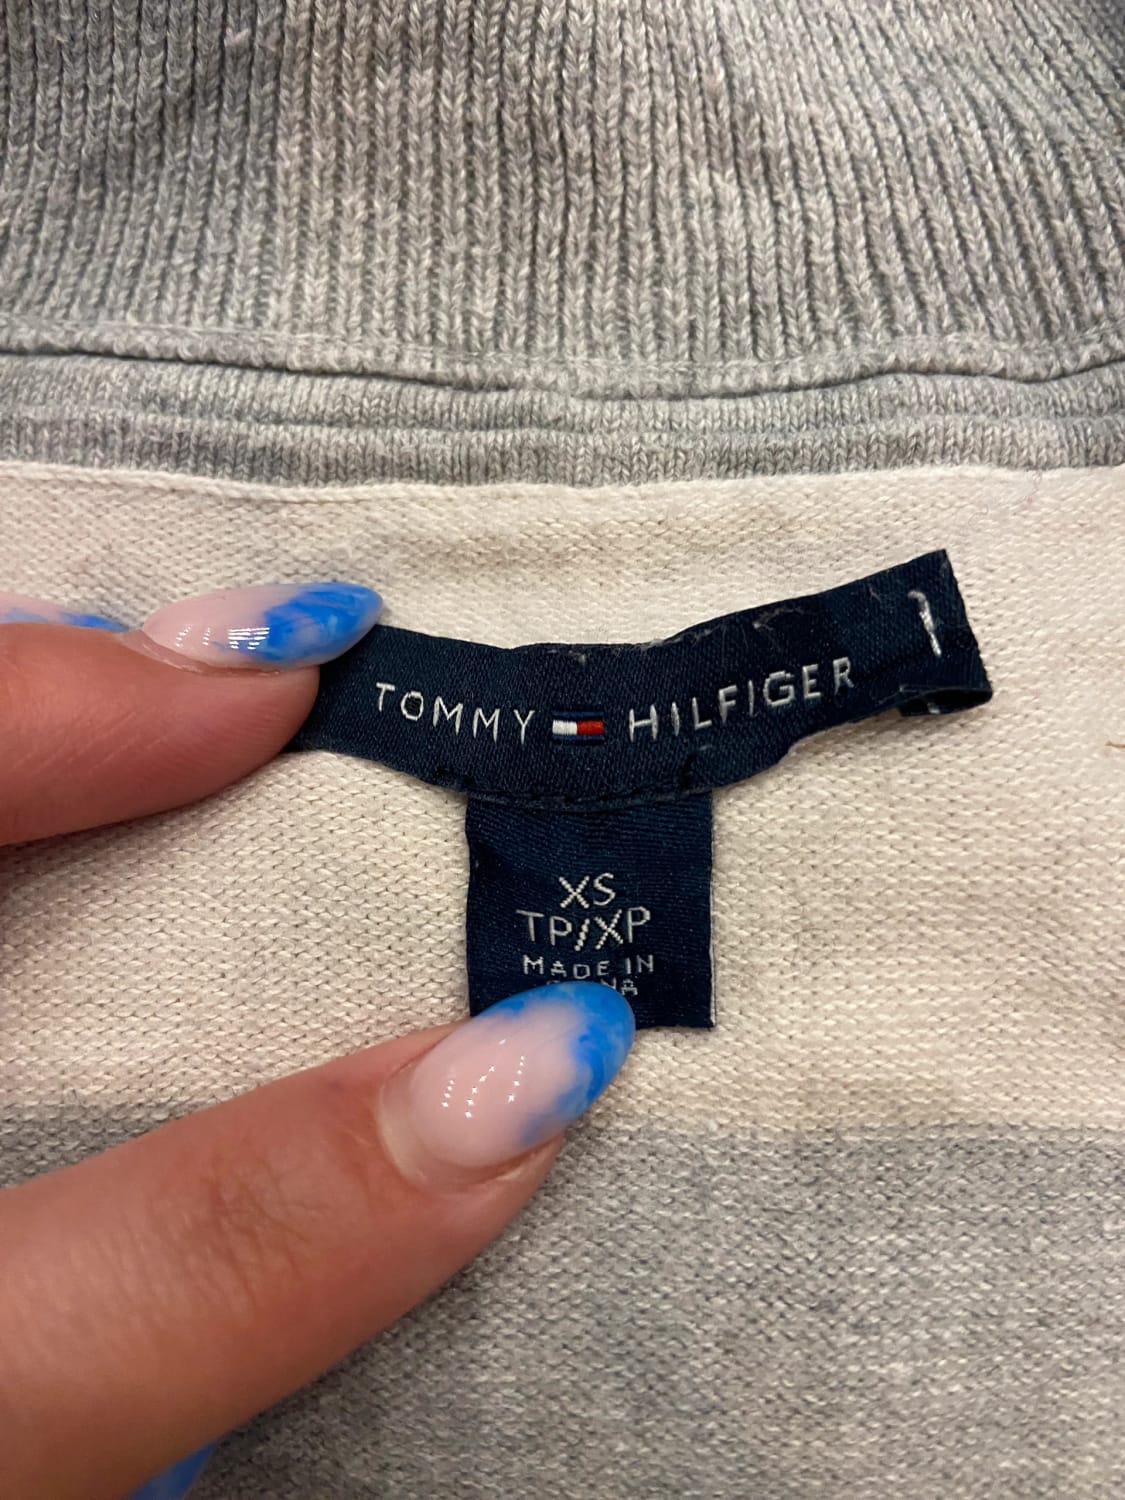 TOMMY HILFIGER
XS
TP/XP
MADE IN